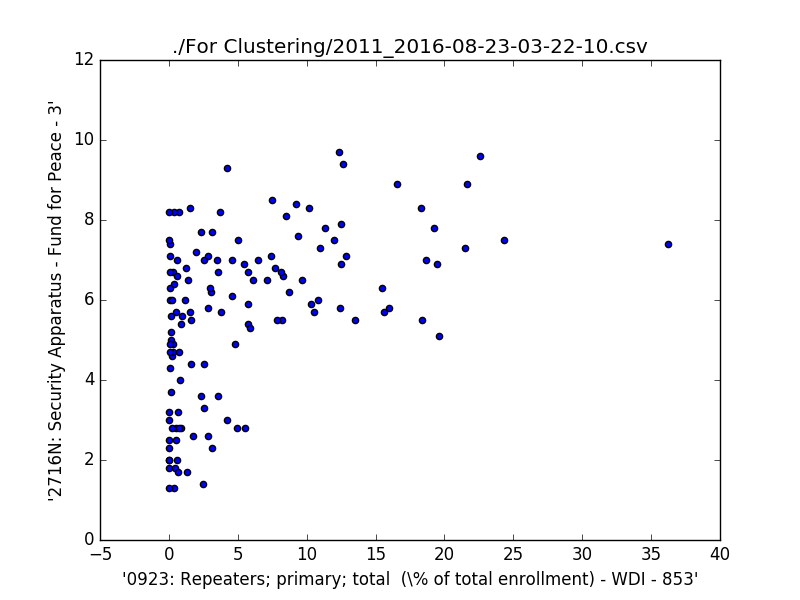 ./For Clustering/2011_2016-08-23-03-22-10.csv
'2716N: Security Apparatus - Fund for Peace - 3'
12
10
8
6
4
2
0
−5 0 5 10 15 20 25 30 35 40
'0923: Repeaters; primary; total  (\% of total enrollment) - WDI - 853'